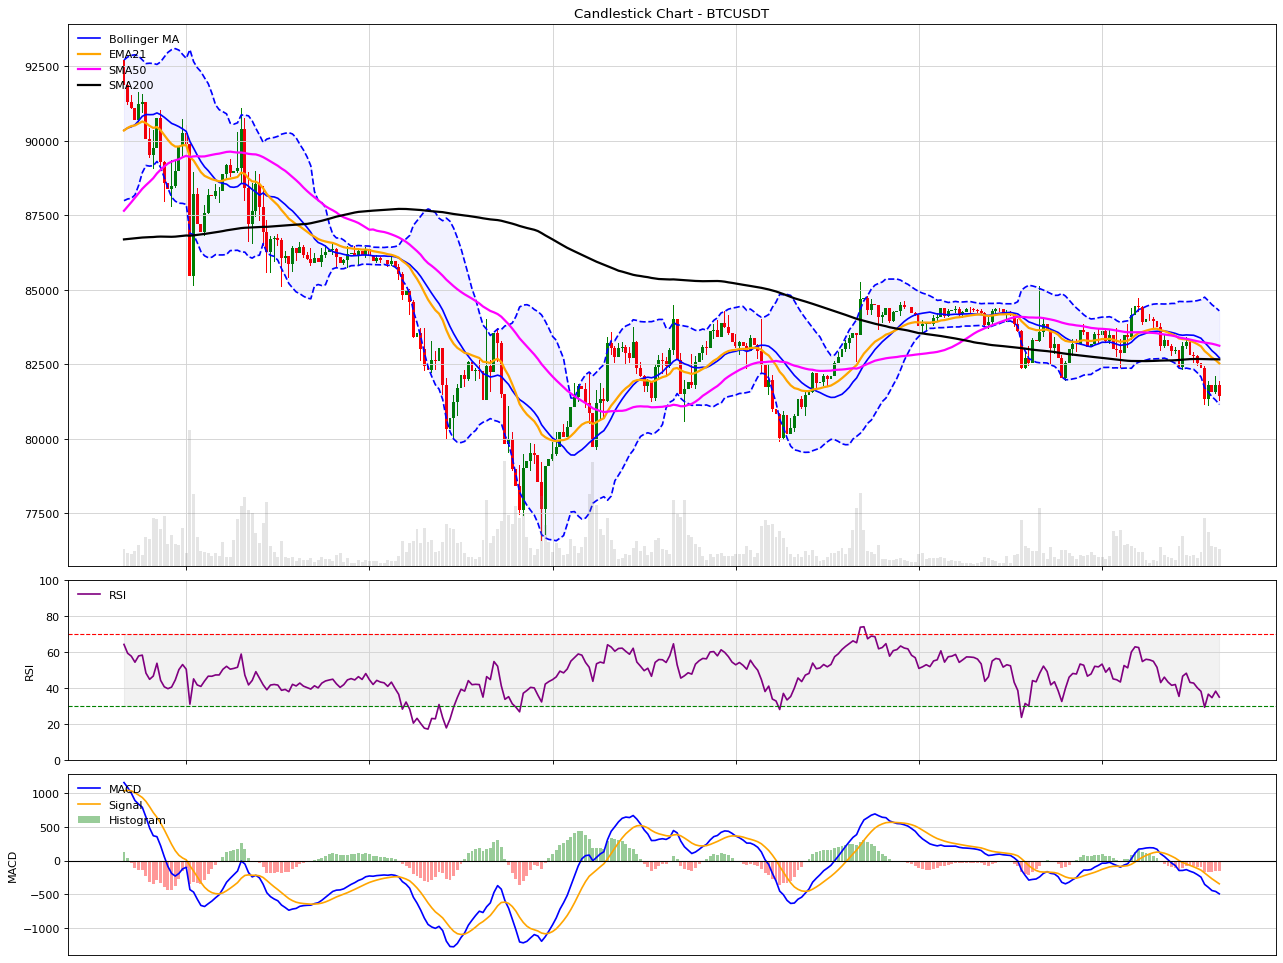 Candlestick Chart - BTCUSDT
Bollinger MA
EMA21
SMA50
SMA200
92500
90000
87500
85000
82500
80000
77500
RSI
100
80
60
40
20
0
RSI
MACD
Signal
Histogram
1000
500
0
−500
−1000
MACD